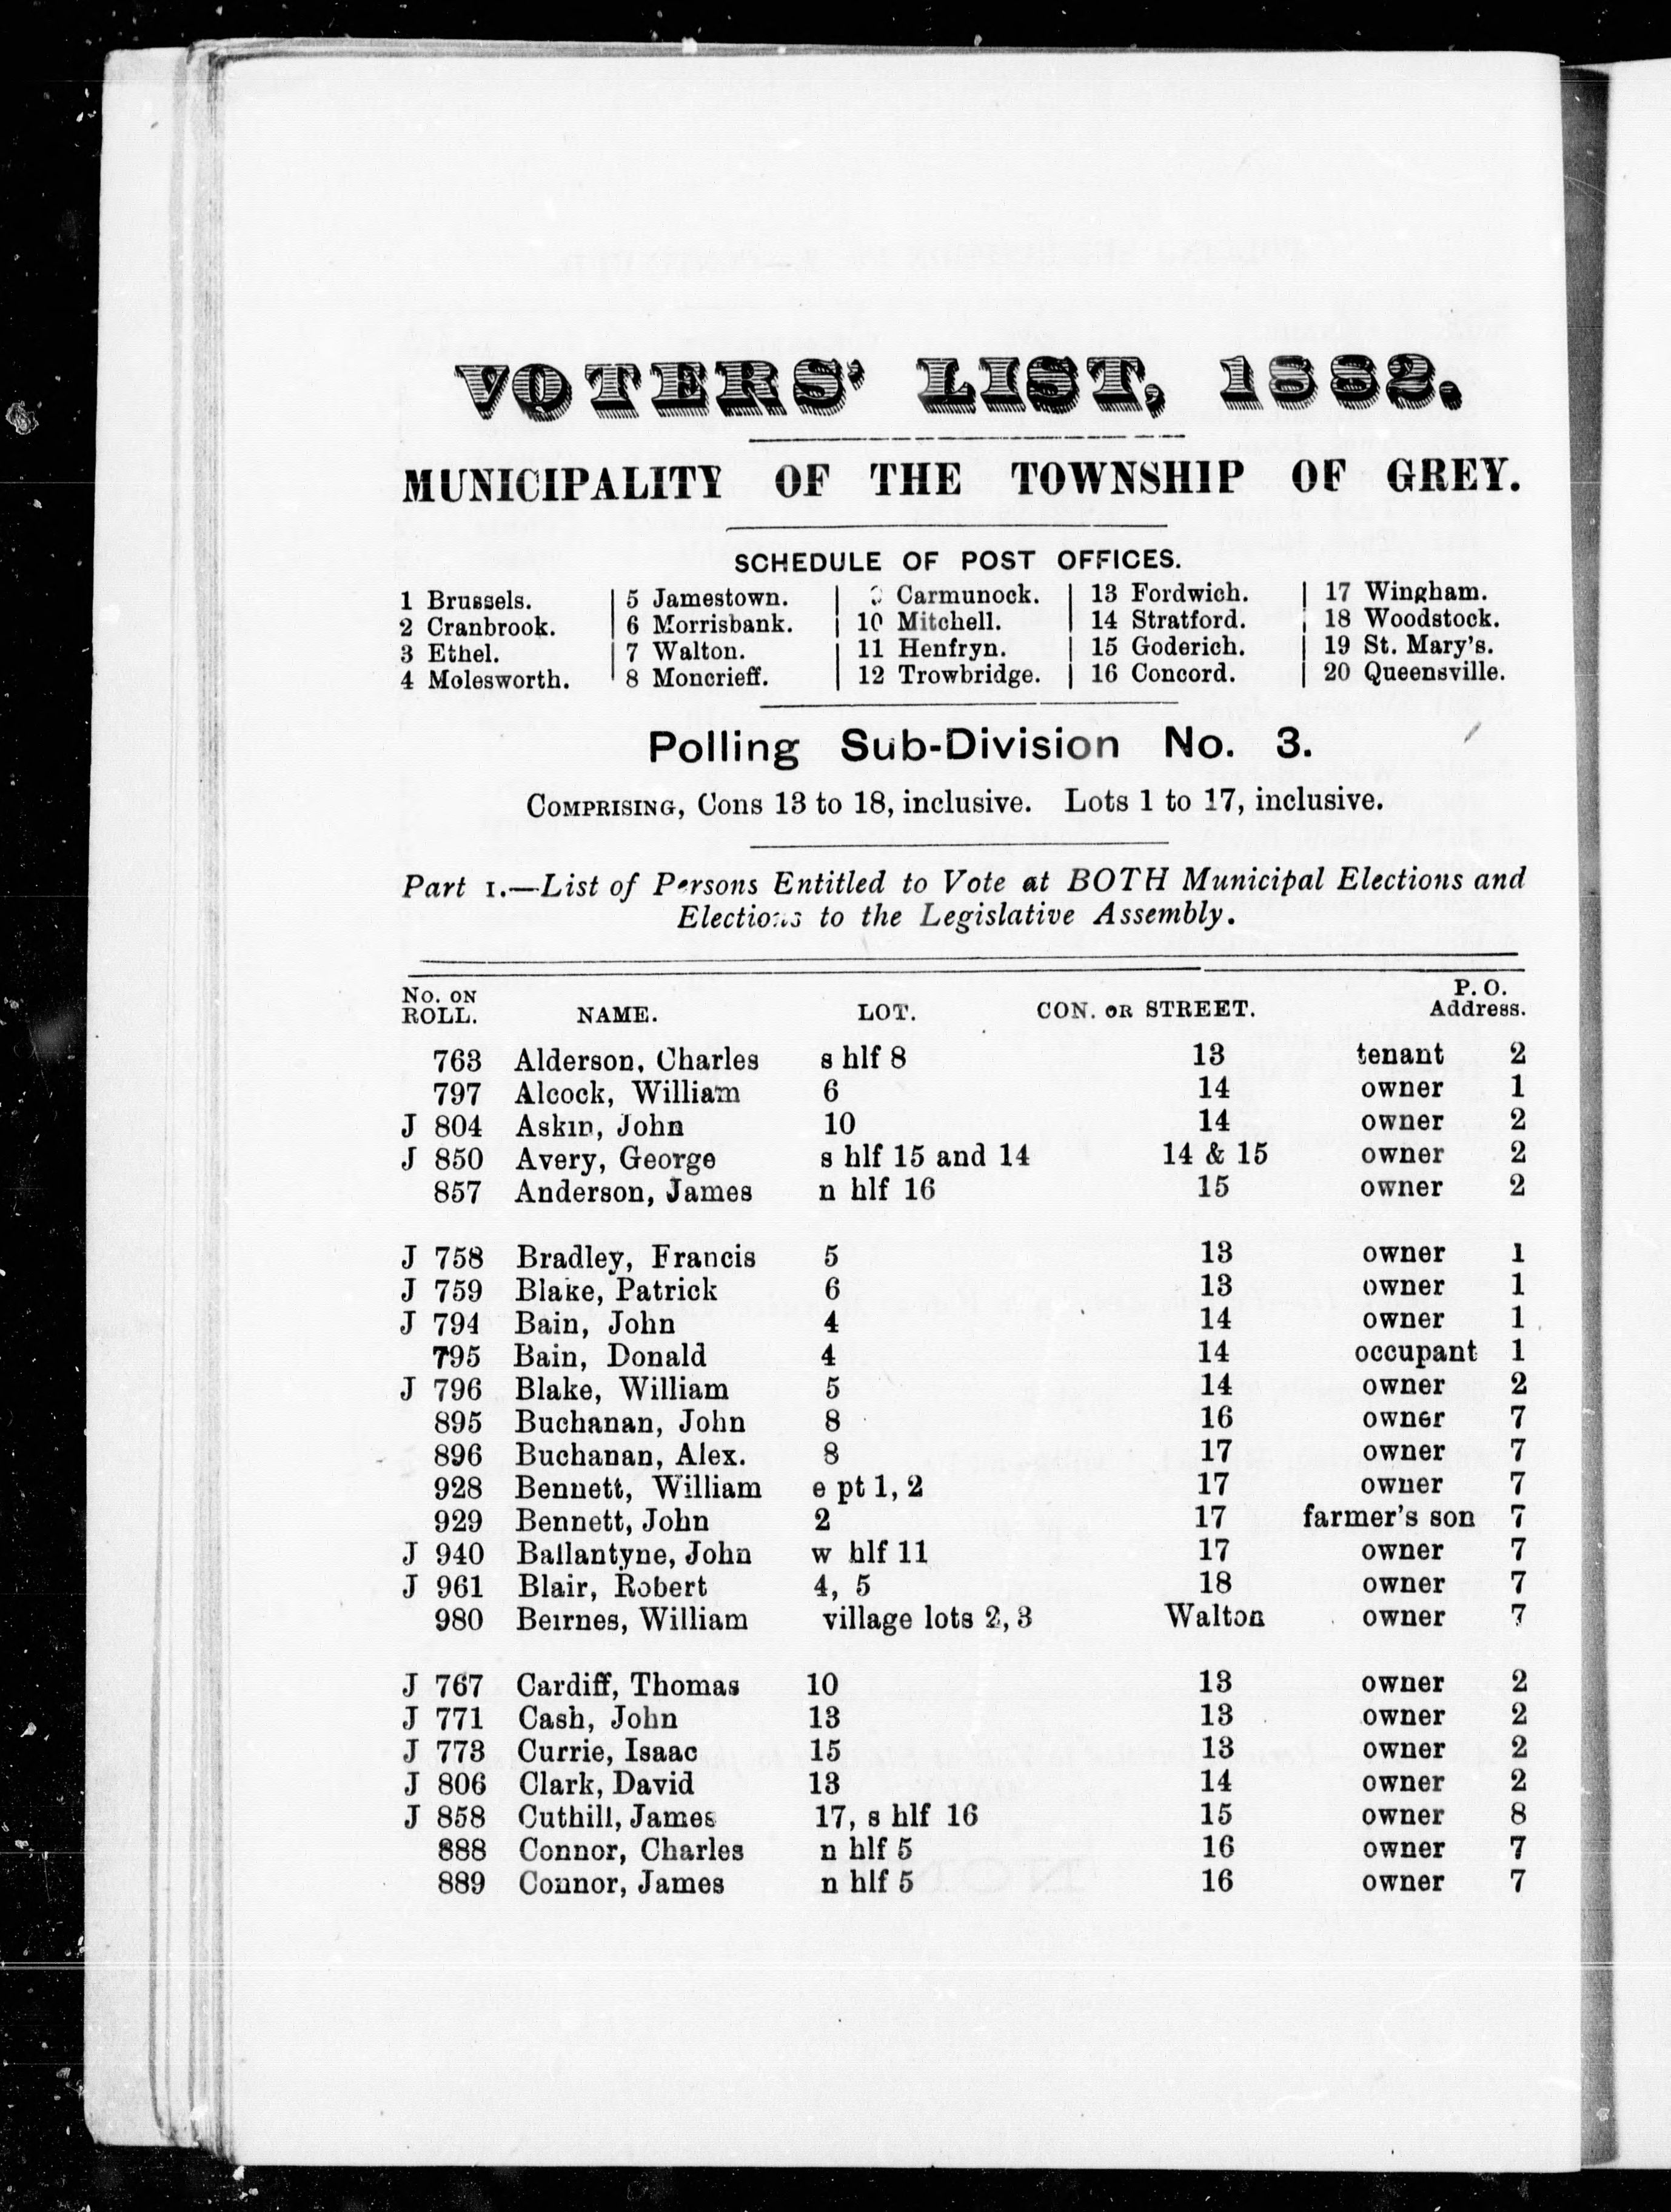 VOTERS' LIST, 1882.
MUNICIPALITY OF THE TOWNSHIP OF GREY.
SCHEDULE OF POST OFFICES.
1 Brussels. | 5 Jamestown. | Carmunock. | 13 Fordwich. | 17 Wingham.
2 Cranbrook. | 6 Morrisbank. | 10 Mitchell. | 14 Stratford. | 18 Woodstock.
3 Ethel. | 7 Walton. | 11 Henfryn. | 15 Goderich. | 19 St. Mary's.
4 Molesworth. | 8 Moncrieff. | 12 Trowbridge. | 16 Concord. | 20 Queensville.
Polling Sub-Division No. 3.
COMPRISING, Cons 13 to 18, inclusive. Lots 1 to 17, inclusive.
Part 1.—List of Persons Entitled to Vote at BOTH Municipal Elections and
Elections to the Legislative Assembly.
NO. ON ROLL. NAME. LOT. CON. OR STREET. P. O. Address.
763 Alderson, Charles s hlf 8 13 tenant 2
797 Alcock, William 6 14 owner 1
J 804 Askin, John 10 14 owner 2
J 850 Avery, George s hlf 15 and 14 14 & 15 owner 2
857 Anderson, James n hlf 16 15 owner 2
J 758 Bradley, Francis 5 13 owner 1
J 759 Blake, Patrick 6 13 owner 1
J 794 Bain, John 4 14 owner 1
795 Bain, Donald 4 14 occupant 1
J 796 Blake, William 5 14 owner 2
895 Buchanan, John 8 16 owner 7
896 Buchanan, Alex. 8 17 owner 7
928 Bennett, William e pt 1, 2 17 owner 7
929 Bennett, John 2 17 farmer's son 7
J 940 Ballantyne, John w hlf 11 17 owner 7
J 961 Blair, Robert 4, 5 18 owner 7
980 Beirnes, William village lots 2, 3 Walton owner 7
J 767 Cardiff, Thomas 10 13 owner 2
J 771 Cash, John 13 13 owner 2
J 773 Currie, Isaac 15 13 owner 2
J 806 Clark, David 13 14 owner 2
J 858 Cuthill, James 17, s hlf 16 15 owner 8
888 Connor, Charles n hlf 5 16 owner 7
889 Connor, James n hlf 5 16 owner 7